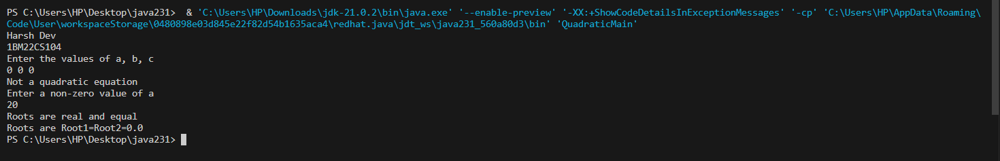 PS C:\Users\HP\Desktop\java231>  & 'C:\Users\HP\Downloads\jdk-21.0.2\bin\java.exe' '--enable-preview' '-XX:+ShowCodeDetailsInExceptionMessages' '-cp' 'C:\Users\HP\AppData\Roaming\
Code\User\workspaceStorage\0480898e03d845e22f82d54b1635aca4\redhat.java\jdt_ws\java231_560a80d3\bin' 'QuadraticMain'
Harsh Dev
1BM22CS104
Enter the values of a, b, c
0 0 0
Not a quadratic equation
Enter a non-zero value of a
20
Roots are real and equal
Roots are Root1=Root2=0.0
PS C:\Users\HP\Desktop\java231>